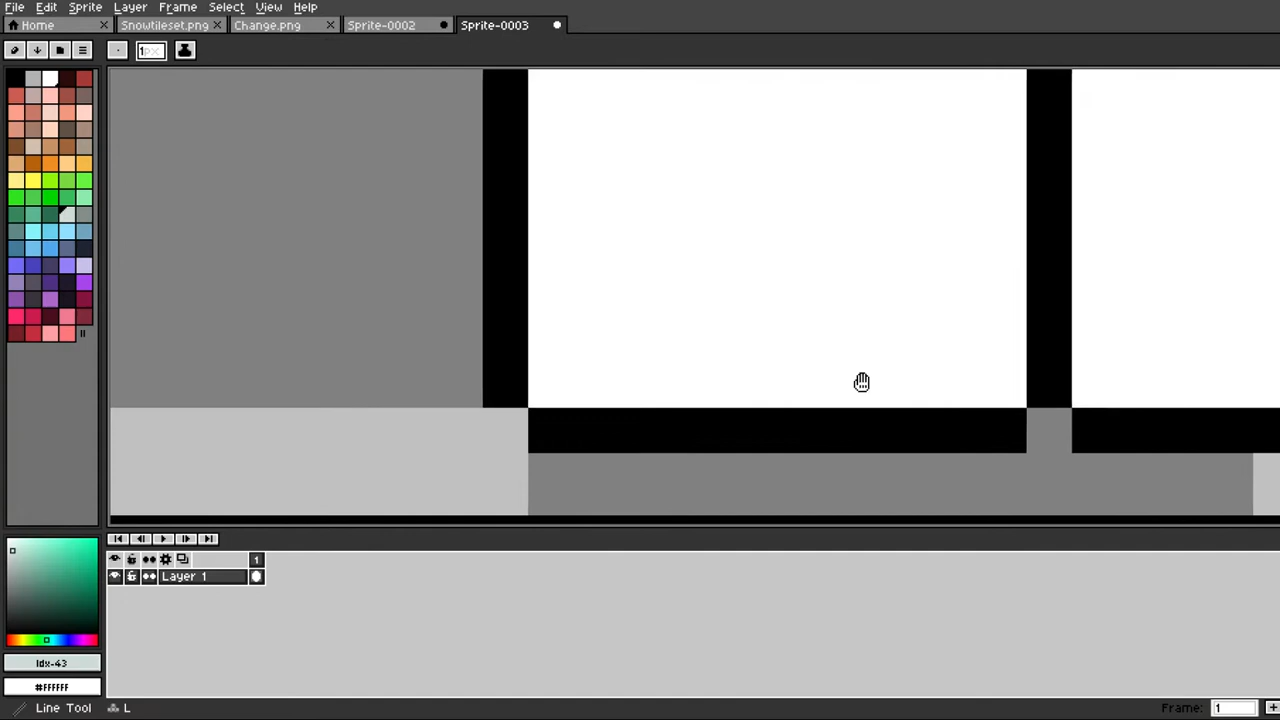 File Edit Sprite Layer Frame Select View Help
Home Snowtileset.png Change.png Sprite-0002 Sprite-0003
1px
1
Layer 1
Idx-43
#ffffff
Line Tool L Frame: 1